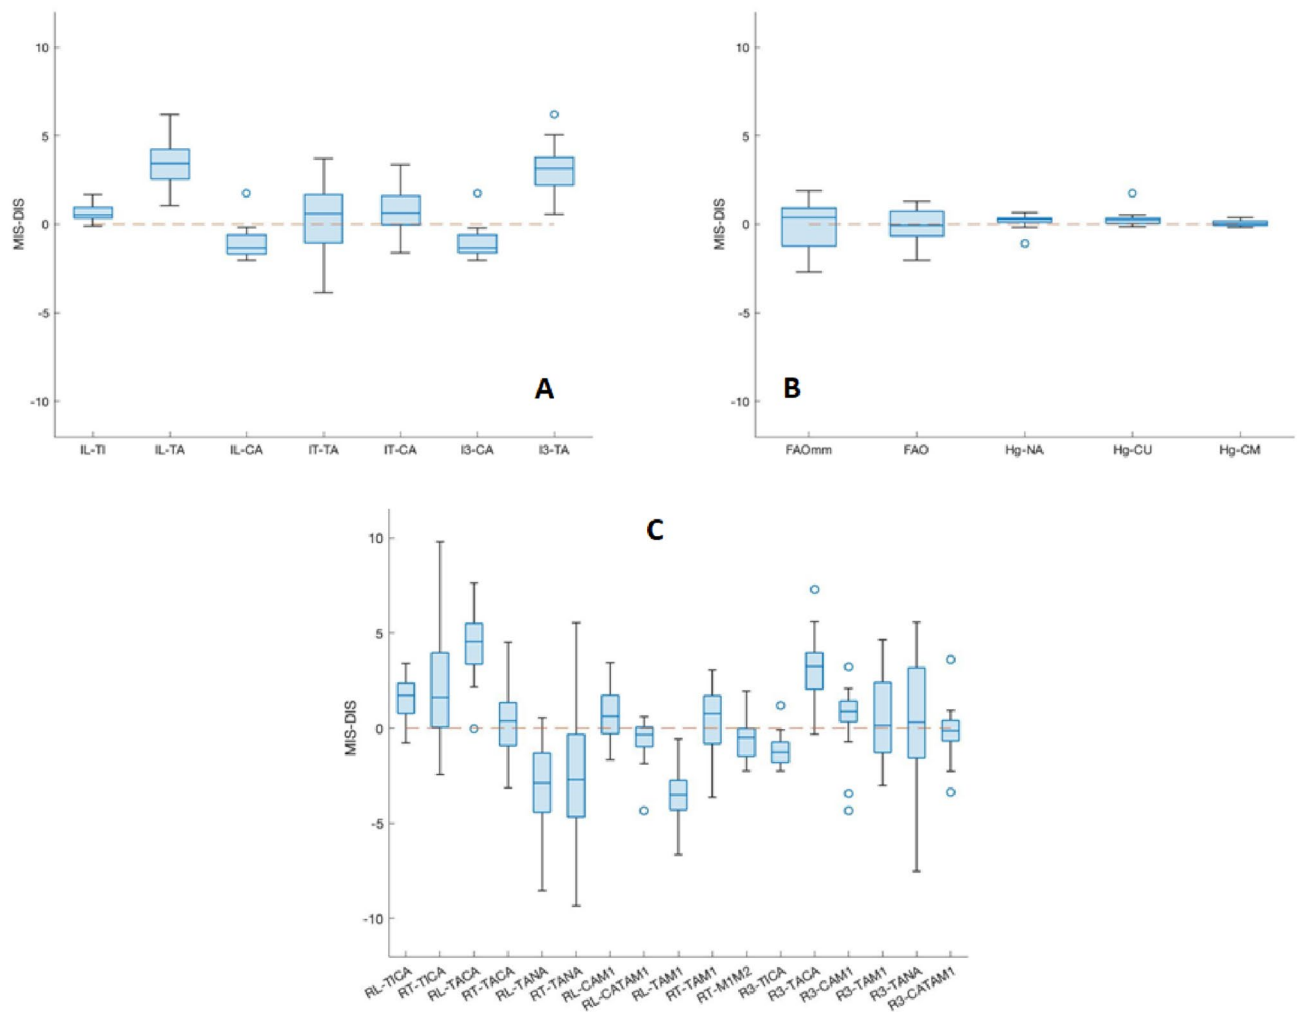 10
5
0
-5
-10
MIS-DIS
A
IL-TI IL-TA IL-CA IT-TA IT-CA I3-CA I3-TA
10
5
0
-5
-10
MIS-DIS
B
FAOmm FAO Hg-NA Hg-CU Hg-CM
C
10
5
0
-5
-10
MIS-DIS
RL-TICA RT-TICA RL-TACA RT-TACA RL-TANA RT-TANA RL-CAM1 RL-CATAM1 RL-TAM1 RT-TAM1 RT-M1M2 R3-TICA R3-TACA R3-CAM1 R3-TAM1 R3-TANA R3-CATAM1